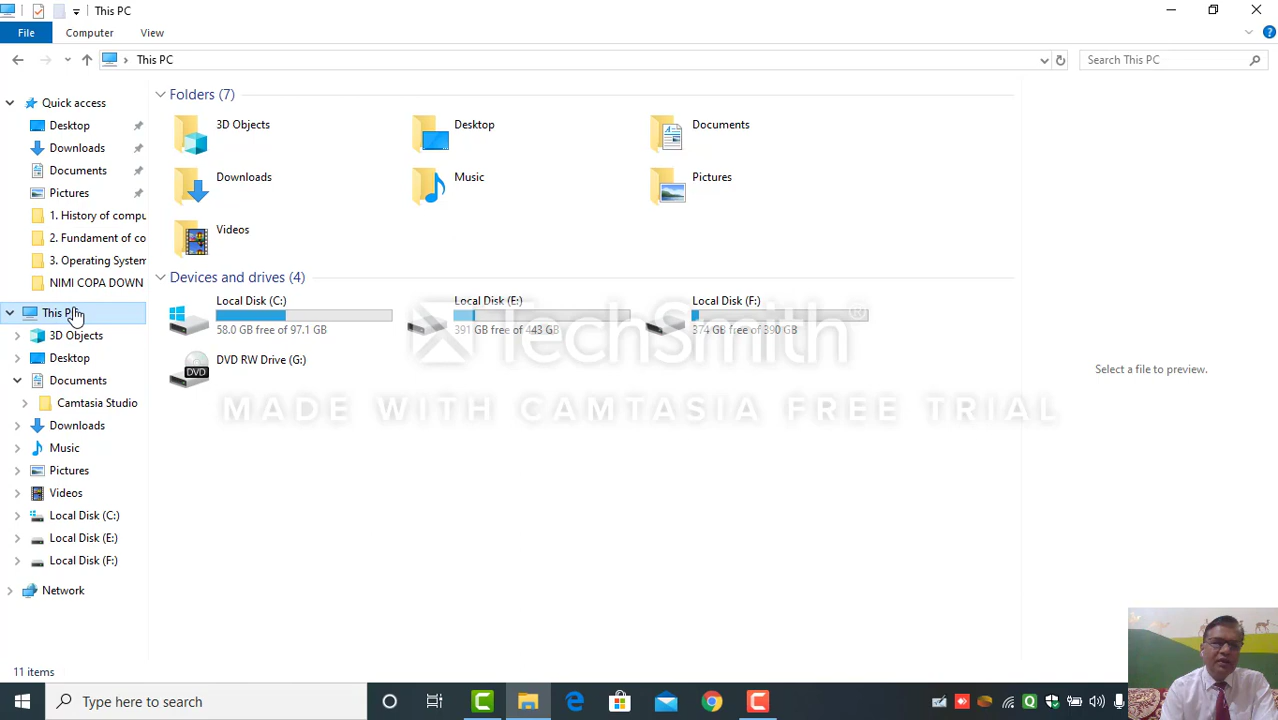 This PC
File
Computer
View
This PC
Search This PC
Quick access
Desktop
Downloads
Documents
Pictures
1. History of compu
2. Fundament of co
3. Operating System
NIMI COPA DOWN
This P
3D Objects
Desktop
Documents
Camtasia Studio
Downloads
Music
Pictures
Videos
Local Disk (C:)
Local Disk (E:)
Local Disk (F:)
Network
Folders (7)
3D Objects
Desktop
Documents
Downloads
Music
Pictures
Videos
Devices and drives (4)
Local Disk (C:)
58.0 GB free of 97.1 GB
Local Disk (E:)
391 GB free of 443 GB
Local Disk (F:)
374 GB free of 390 GB
DVD RW Drive (G:)
DVD
TechSmith®
MADE WITH CAMTASIA FREE TRIAL
Select a file to preview.
11 items
Type here to search